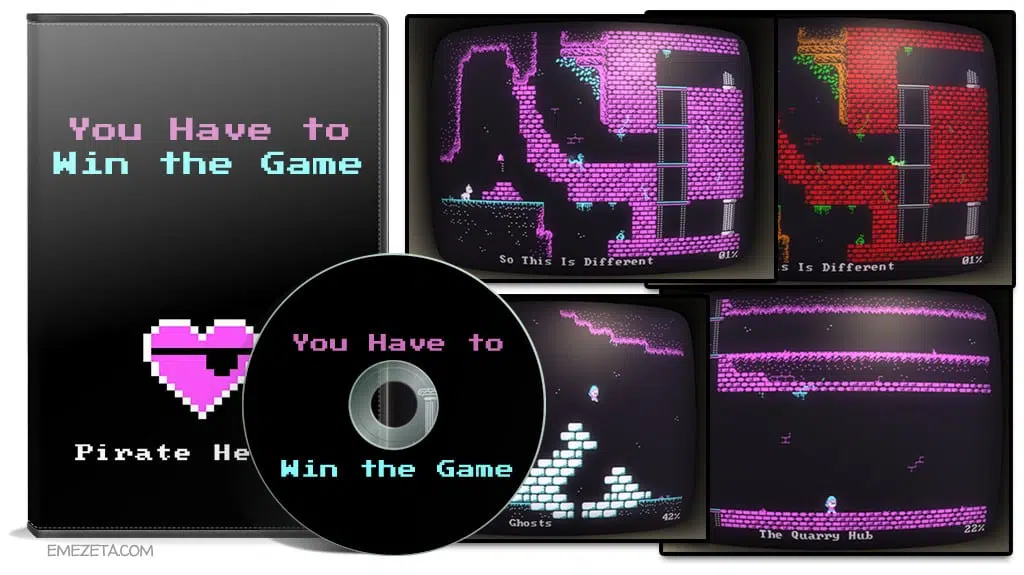 You Have to
Win the Game
Pirate He
EMEZETA.COM
You Have to
Win the Game
So This Is Different
01%
s Is Different
01%
Ghosts
42%
The Quarry Hub
22%